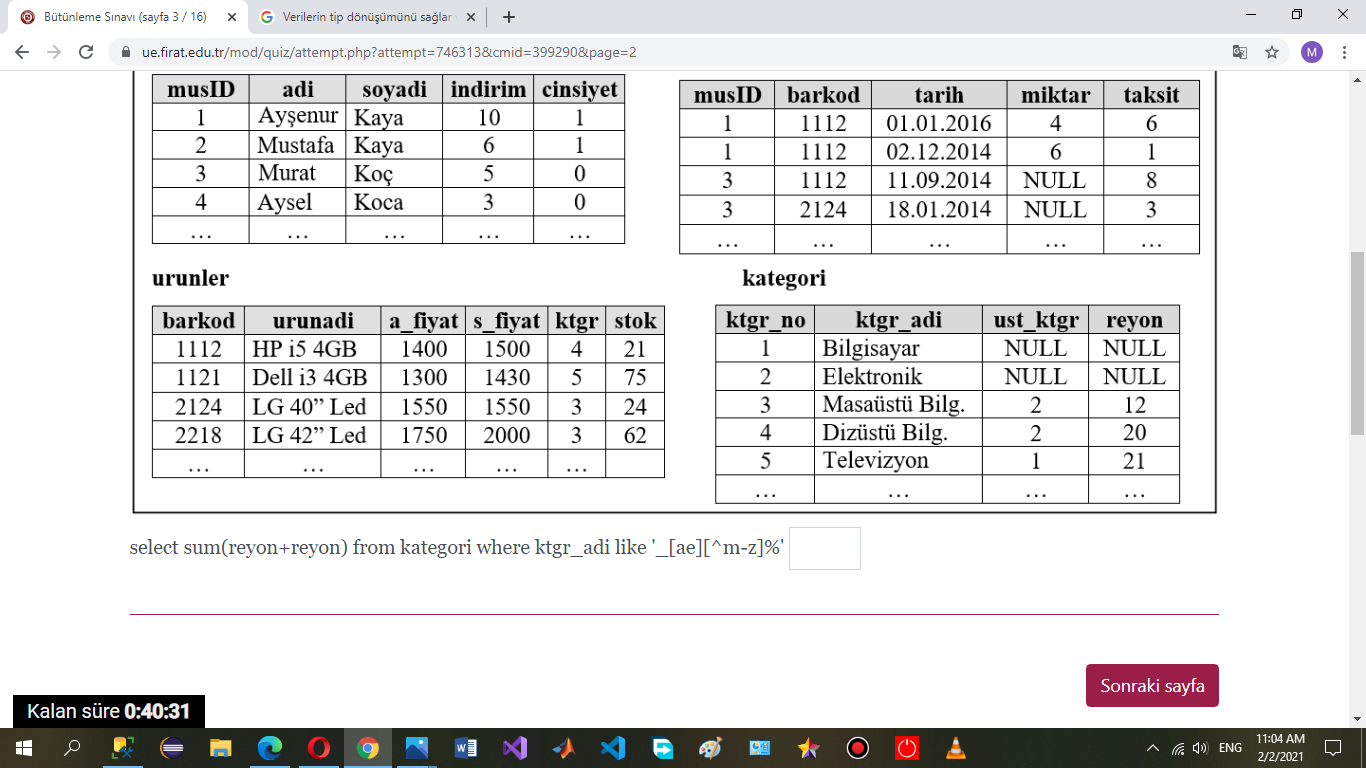 Bütünleme Sınavı (sayfa 3 / 16)
Verilerin tip dönüşümünü sağlar
ue.firat.edu.tr/mod/quiz/attempt.php?attempt=746313&cmid=399290&page=2
M
musID adi soyadi indirim cinsiyet
1 Ayşenur Kaya 10 1
2 Mustafa Kaya 6 1
3 Murat Koç 5 0
4 Aysel Koca 3 0
... ... ... ... ...
musID barkod tarih miktar taksit
1 1112 01.01.2016 4 6
1 1112 02.12.2014 6 1
3 1112 11.09.2014 NULL 8
3 2124 18.01.2014 NULL 3
... ... ... ... ...
urunler
barkod urunadi a_fiyat s_fiyat ktgr stok
1112 HP i5 4GB 1400 1500 4 21
1121 Dell i3 4GB 1300 1430 5 75
2124 LG 40” Led 1550 1550 3 24
2218 LG 42” Led 1750 2000 3 62
... ... ... ... ...
kategori
ktgr_no ktgr_adi ust_ktgr reyon
1 Bilgisayar NULL NULL
2 Elektronik NULL NULL
3 Masaüstü Bilg. 2 12
4 Dizüstü Bilg. 2 20
5 Televizyon 1 21
... ... ... ...
select sum(reyon+reyon) from kategori where ktgr_adi like '_[ae][^m-z]%'
Sonraki sayfa
Kalan süre 0:40:31
ENG
11:04 AM
2/2/2021